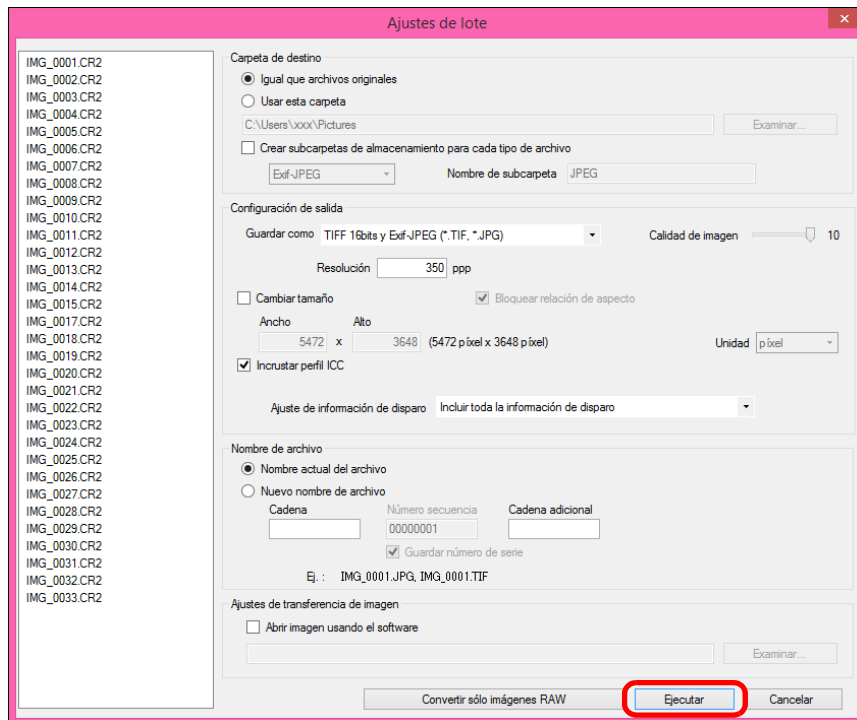 Ajustes de lote
IMG_0001.CR2
IMG_0002.CR2
IMG_0003.CR2
IMG_0004.CR2
IMG_0005.CR2
IMG_0006.CR2
IMG_0007.CR2
IMG_0008.CR2
IMG_0009.CR2
IMG_0010.CR2
IMG_0011.CR2
IMG_0012.CR2
IMG_0013.CR2
IMG_0014.CR2
IMG_0015.CR2
IMG_0017.CR2
IMG_0018.CR2
IMG_0019.CR2
IMG_0020.CR2
IMG_0021.CR2
IMG_0022.CR2
IMG_0023.CR2
IMG_0024.CR2
IMG_0025.CR2
IMG_0026.CR2
IMG_0027.CR2
IMG_0028.CR2
IMG_0029.CR2
IMG_0030.CR2
IMG_0031.CR2
IMG_0032.CR2
IMG_0033.CR2
Carpeta de destino
Igual que archivos originales
Usar esta carpeta
C:\Users\xxx\Pictures Examinar...
Crear subcarpetas de almacenamiento para cada tipo de archivo
Exif-JPEG Nombre de subcarpeta JPEG
Configuración de salida
Guardar como TIFF 16bits y Exif-JPEG (*.TIF, *.JPG) Calidad de imagen 10
Resolución 350 ppp
Cambiar tamaño Bloquear relación de aspecto
Ancho Alto
5472 x 3648 (5472 píxel x 3648 píxel) Unidad píxel
Incrustar perfil ICC
Ajuste de información de disparo Incluir toda la información de disparo
Nombre de archivo
Nombre actual del archivo
Nuevo nombre de archivo
Cadena Número secuencia Cadena adicional
00000001
Guardar número de serie
Ej. : IMG_0001.JPG, IMG_0001.TIF
Ajustes de transferencia de imagen
Abrir imagen usando el software
Examinar...
Convertir sólo imágenes RAW Ejecutar Cancelar